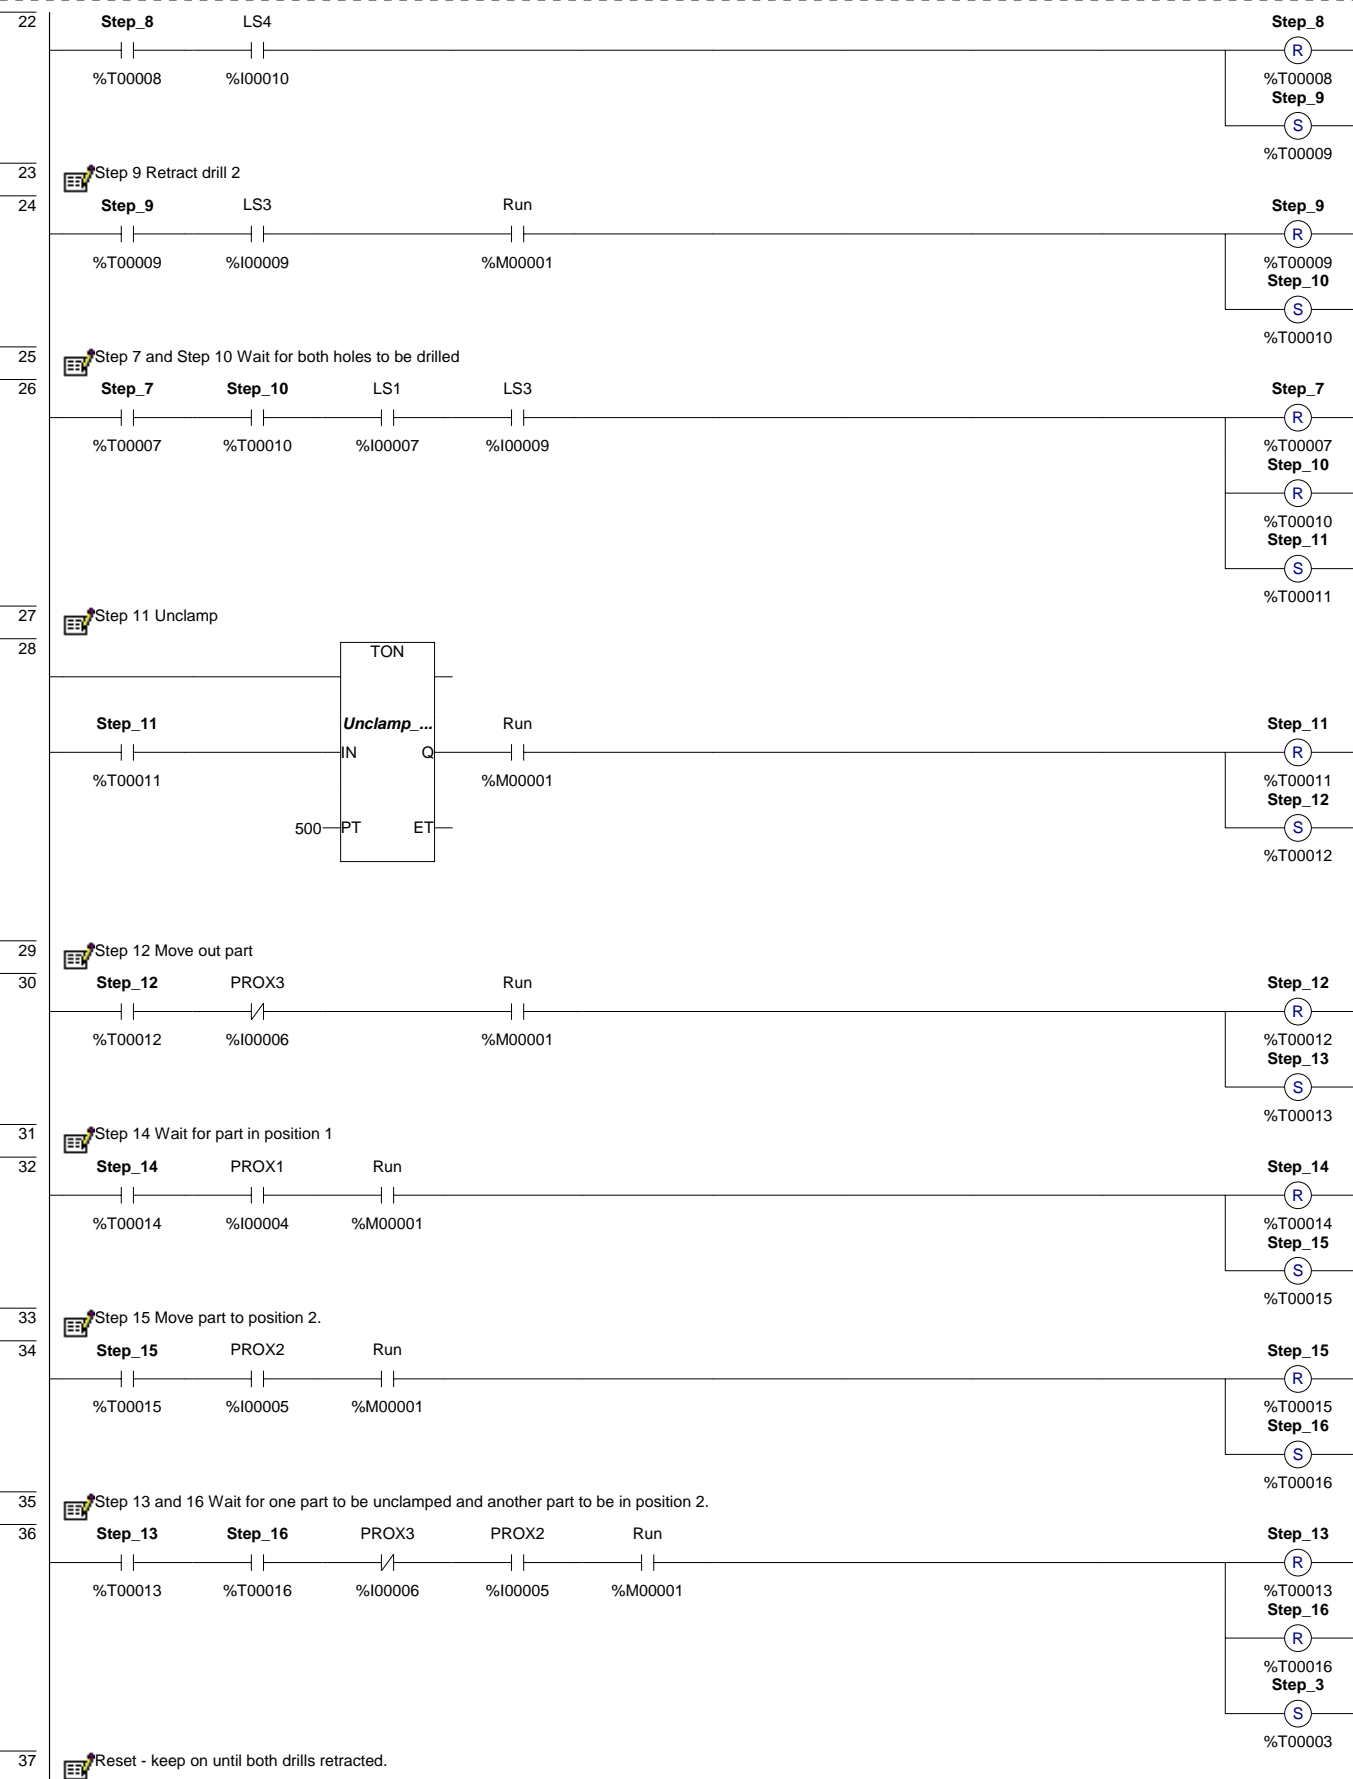 22 Step_8 LS4 Step_8
R
%T00008 %I00010 %T00008
Step_9
S
%T00009
23 Step 9 Retract drill 2
24 Step_9 LS3 Run Step_9
R
%T00009 %I00009 %M00001 %T00009
Step_10
S
%T00010
25 Step 7 and Step 10 Wait for both holes to be drilled
26 Step_7 Step_10 LS1 LS3 Step_7
R
%T00007 %T00010 %I00007 %I00009 %T00007
Step_10
R
%T00010
Step_11
S
%T00011
27 Step 11 Unclamp
28 TON
Step_11 Unclamp_... Run Step_11
IN Q R
%T00011 %M00001 %T00011
Step_12
500 PT ET S
%T00012
29 Step 12 Move out part
30 Step_12 PROX3 Run Step_12
R
%T00012 %I00006 %M00001 %T00012
Step_13
S
%T00013
31 Step 14 Wait for part in position 1
32 Step_14 PROX1 Run Step_14
R
%T00014 %I00004 %M00001 %T00014
Step_15
S
%T00015
33 Step 15 Move part to position 2.
34 Step_15 PROX2 Run Step_15
R
%T00015 %I00005 %M00001 %T00015
Step_16
S
%T00016
35 Step 13 and 16 Wait for one part to be unclamped and another part to be in position 2.
36 Step_13 Step_16 PROX3 PROX2 Run Step_13
R
%T00013 %T00016 %I00006 %I00005 %M00001 %T00013
Step_16
R
%T00016
Step_3
S
%T00003
37 Reset - keep on until both drills retracted.